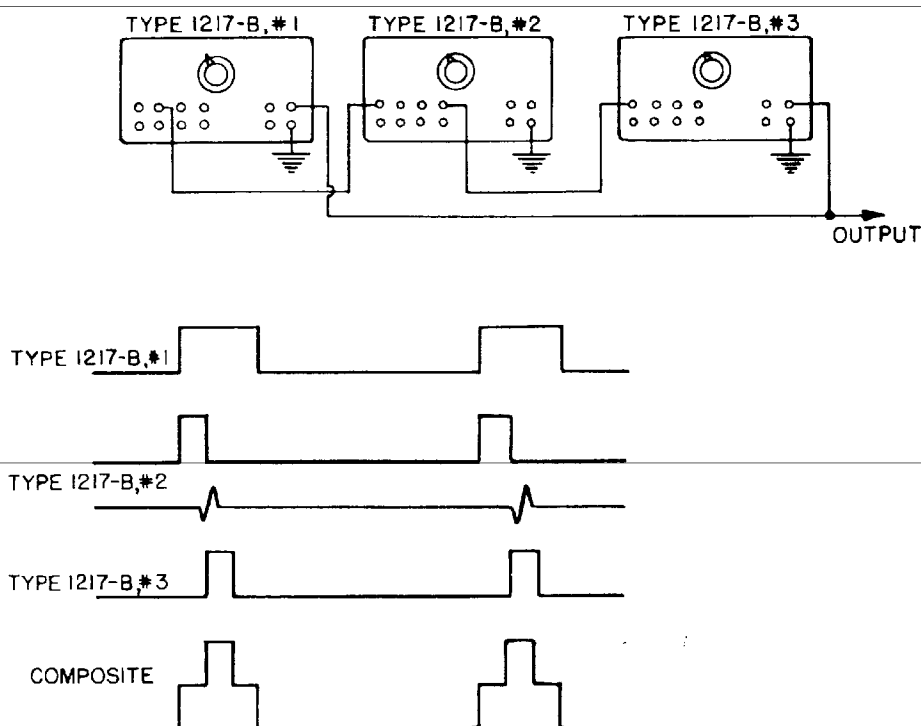 TYPE 1217-B,#1 TYPE 1217-B,#2 TYPE 1217-B,#3
OUTPUT
TYPE 1217-B,#1
TYPE 1217-B,#2
TYPE 1217-B,#3
COMPOSITE